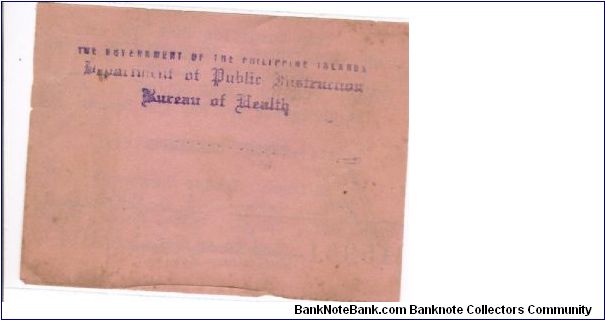 THE GOVERNMENT OF THE PHILIPPINE ISLANDS
Department of Public Instruction
Bureau of Health
BanknoteBank.com Banknote Collectors Community